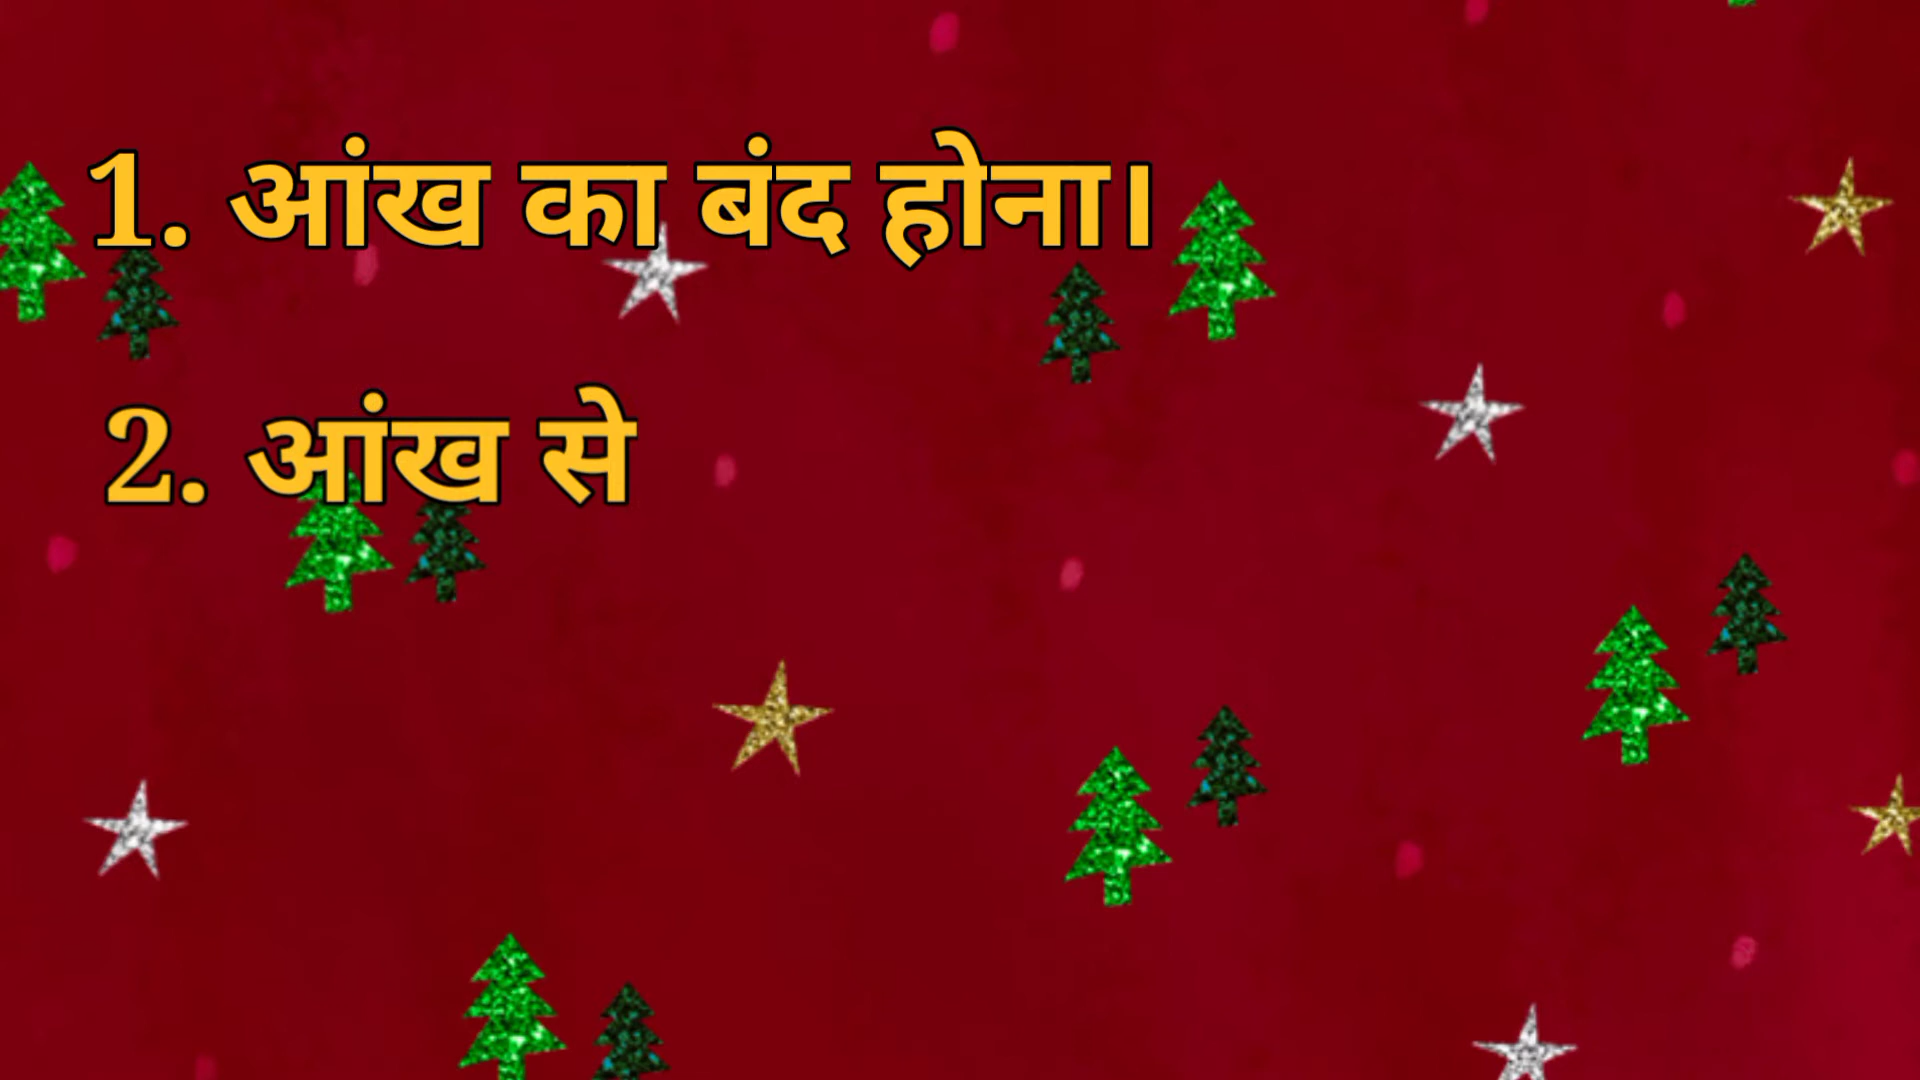 1. आंख का बंद होना।
2. आंख से